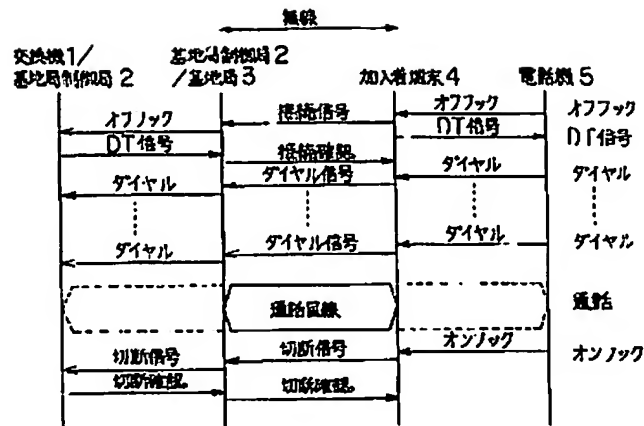 無線
交換機1/
基地局制御局2
基地局制御局2
/基地局3
加入者端末4
電話機5
オフフック
接続信号
オフフック
オフフック
DT信号
DT信号
DT信号
接続確認
ダイヤル
ダイヤル信号
ダイヤル
ダイヤル
ダイヤル
ダイヤル信号
ダイヤル
ダイヤル
通話回線
通話
切断信号
切断信号
オンフック
オンフック
切断確認
切断確認